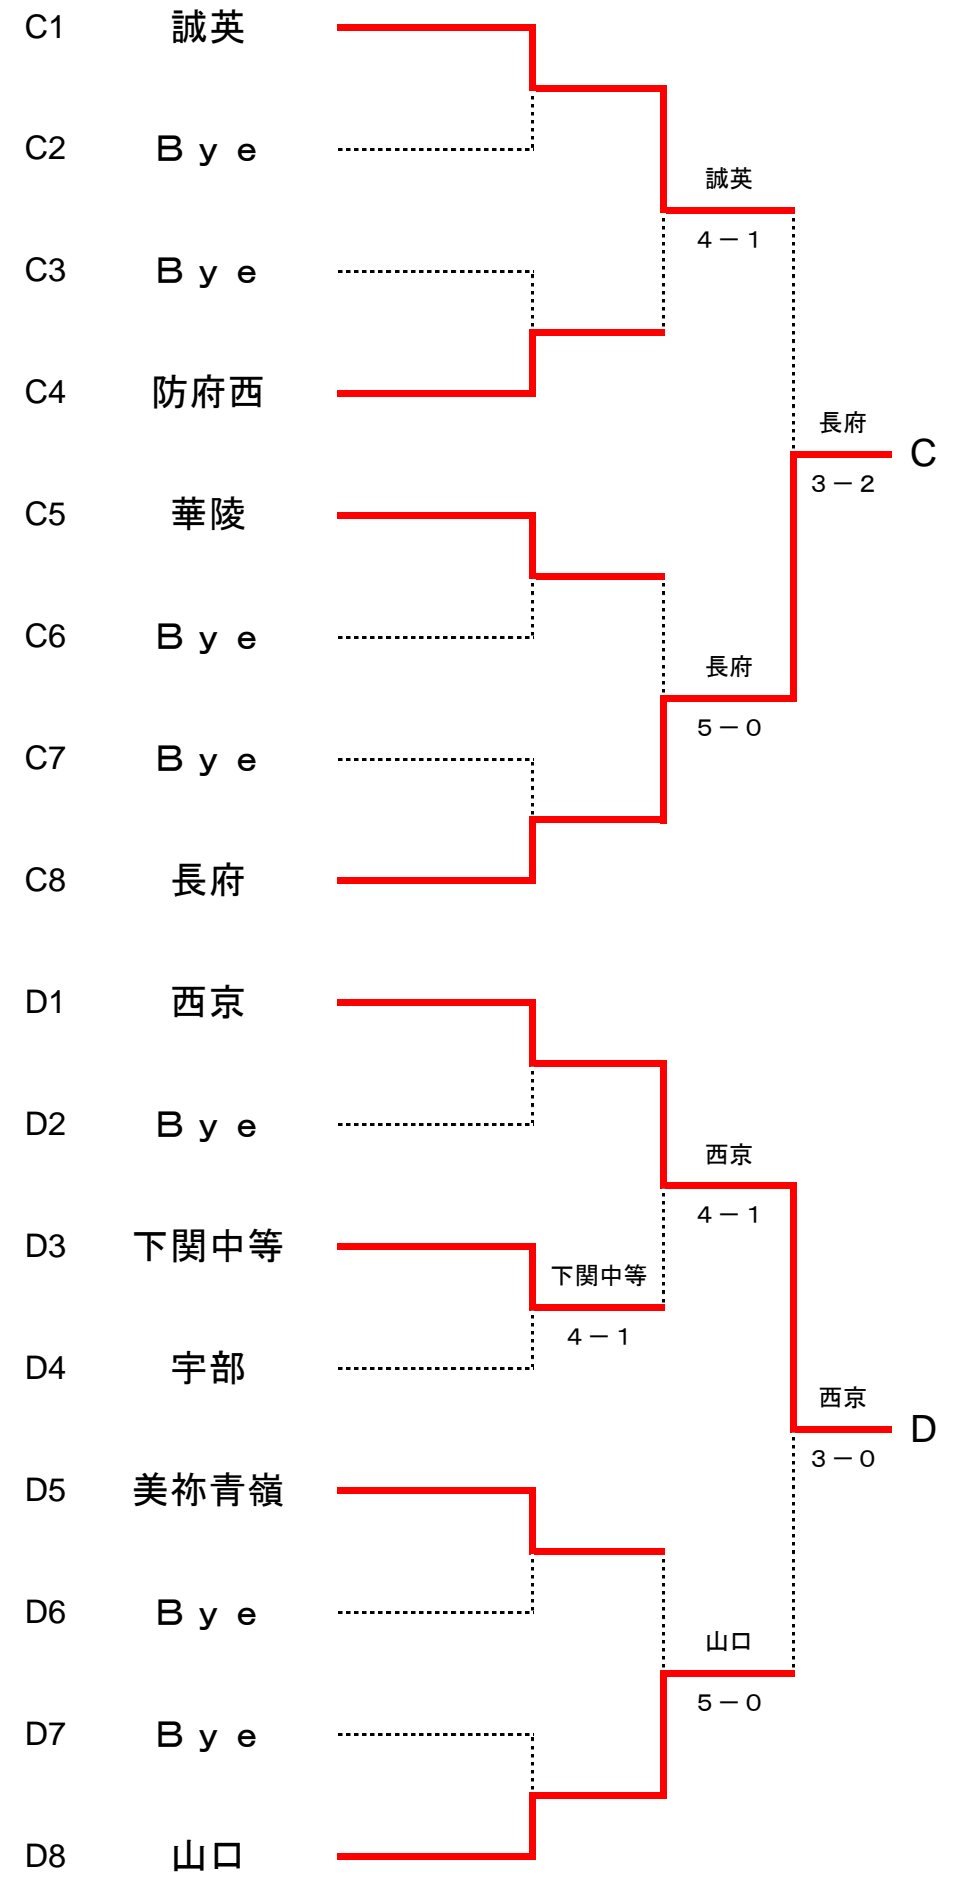 C1 誠英
C2 Ｂｙｅ
誠英
4－1
C3 Ｂｙｅ
C4 防府西
長府
C
3－2
C5 華陵
C6 Ｂｙｅ
長府
5－0
C7 Ｂｙｅ
C8 長府
D1 西京
D2 Ｂｙｅ
西京
4－1
D3 下関中等
下関中等
4－1
D4 宇部
西京
D
3－0
D5 美祢青嶺
D6 Ｂｙｅ
山口
5－0
D7 Ｂｙｅ
D8 山口